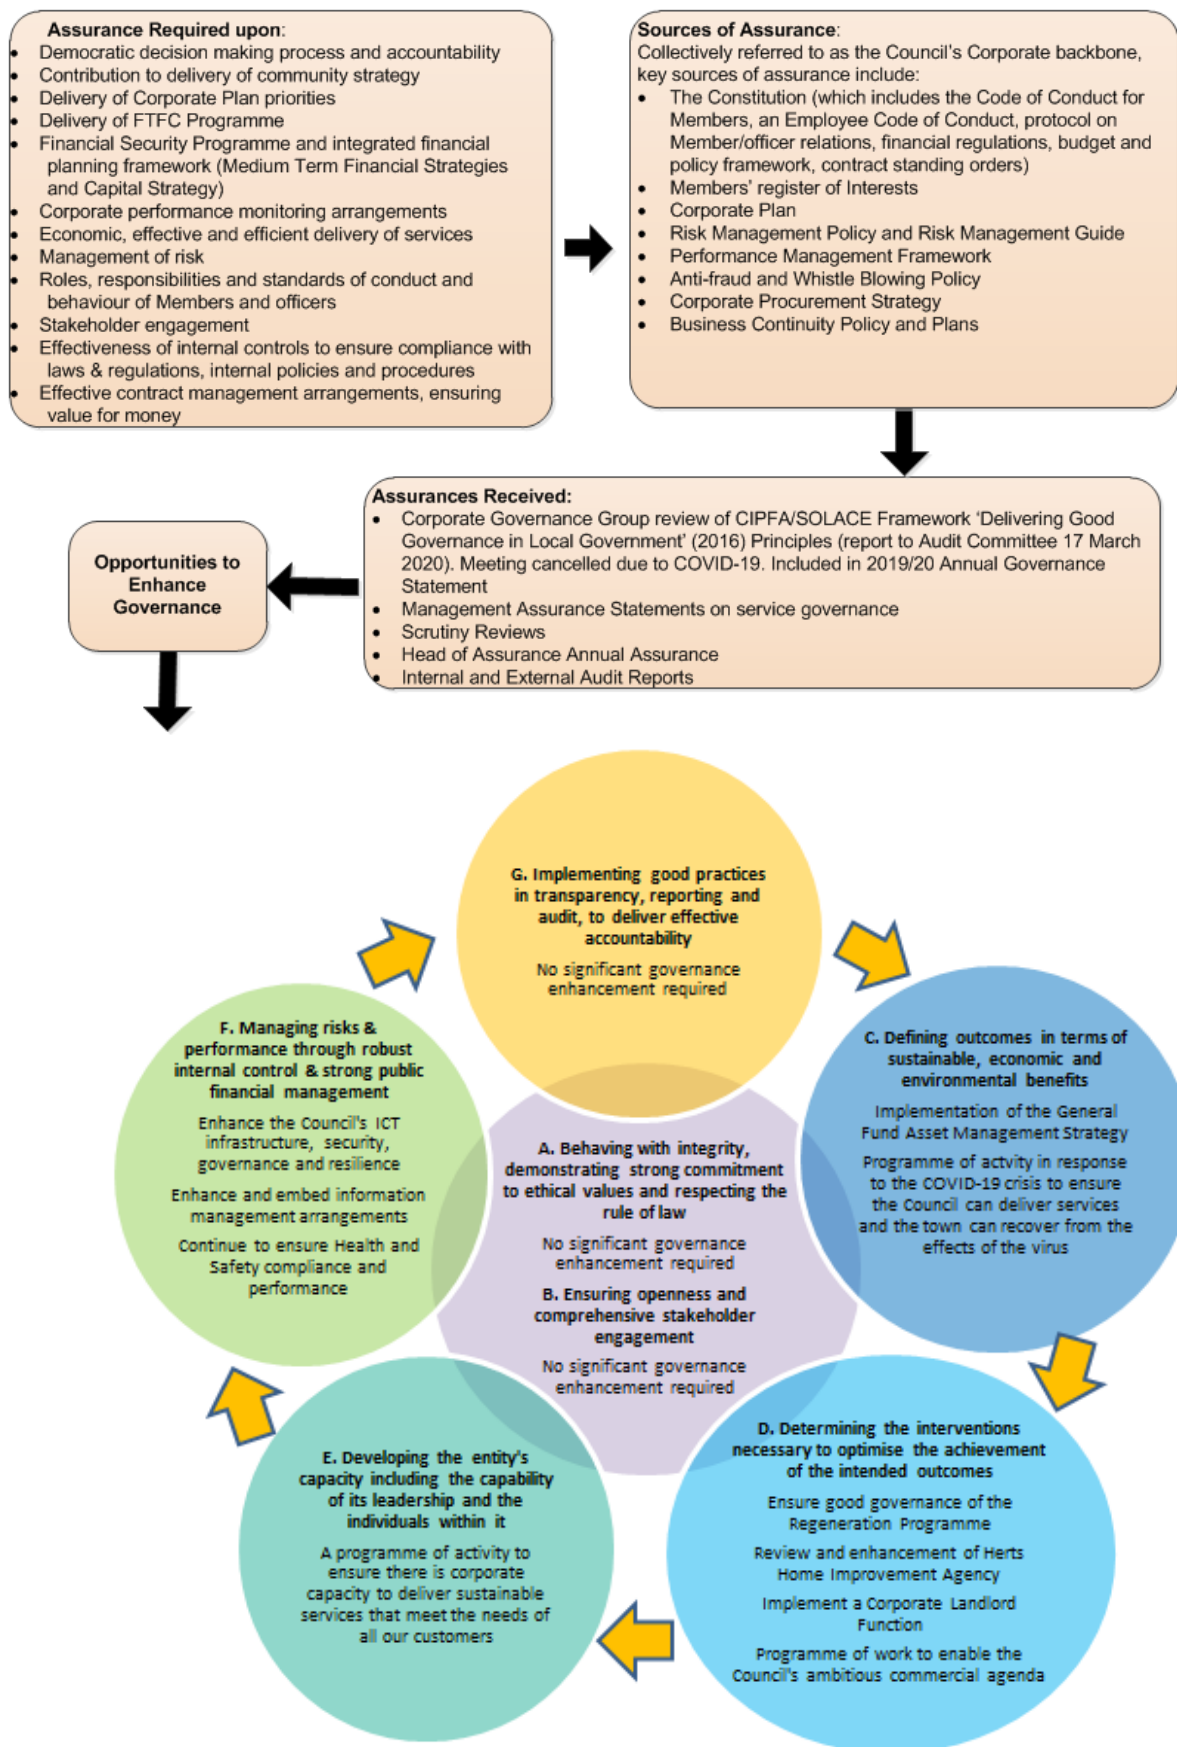 Assurance Required upon:
• Democratic decision making process and accountability
• Contribution to delivery of community strategy
• Delivery of Corporate Plan priorities
• Delivery of FTFC Programme
• Financial Security Programme and integrated financial
planning framework (Medium Term Financial Strategies
and Capital Strategy)
• Corporate performance monitoring arrangements
• Economic, effective and efficient delivery of services
• Management of risk
• Roles, responsibilities and standards of conduct and
behaviour of Members and officers
• Stakeholder engagement
• Effectiveness of internal controls to ensure compliance with
laws & regulations, internal policies and procedures
• Effective contract management arrangements, ensuring
value for money
Sources of Assurance:
Collectively referred to as the Council's Corporate backbone,
key sources of assurance include:
• The Constitution (which includes the Code of Conduct for
Members, an Employee Code of Conduct, protocol on
Member/officer relations, financial regulations, budget and
policy framework, contract standing orders)
• Members' register of Interests
• Corporate Plan
• Risk Management Policy and Risk Management Guide
• Performance Management Framework
• Anti-fraud and Whistle Blowing Policy
• Corporate Procurement Strategy
• Business Continuity Policy and Plans
Assurances Received:
• Corporate Governance Group review of CIPFA/SOLACE Framework 'Delivering Good
Governance in Local Government' (2016) Principles (report to Audit Committee 17 March
2020). Meeting cancelled due to COVID-19. Included in 2019/20 Annual Governance
Statement
• Management Assurance Statements on service governance
• Scrutiny Reviews
• Head of Assurance Annual Assurance
• Internal and External Audit Reports
Opportunities to
Enhance
Governance
G. Implementing good practices
in transparency, reporting and
audit, to deliver effective
accountability
No significant governance
enhancement required
C. Defining outcomes in terms of
sustainable, economic and
environmental benefits
Implementation of the General
Fund Asset Management Strategy
Programme of actvity in response
to the COVID-19 crisis to ensure
the Council can deliver services
and the town can recover from the
effects of the virus
D. Determining the interventions
necessary to optimise the achievement
of the intended outcomes
Ensure good governance of the
Regeneration Programme
Review and enhancement of Herts
Home Improvement Agency
Implement a Corporate Landlord
Function
Programme of work to enable the
Council's ambitious commercial agenda
E. Developing the entity's
capacity including the capability
of its leadership and the
individuals within it
A programme of activity to
ensure there is corporate
capacity to deliver sustainable
services that meet the needs of
all our customers
F. Managing risks &
performance through robust
internal control & strong public
financial management
Enhance the Council's ICT
infrastructure, security,
governance and resilience
Enhance and embed information
management arrangements
Continue to ensure Health and
Safety compliance and
performance
A. Behaving with integrity,
demonstrating strong commitment
to ethical values and respecting the
rule of law
No significant governance
enhancement required
B. Ensuring openness and
comprehensive stakeholder
engagement
No significant governance
enhancement required